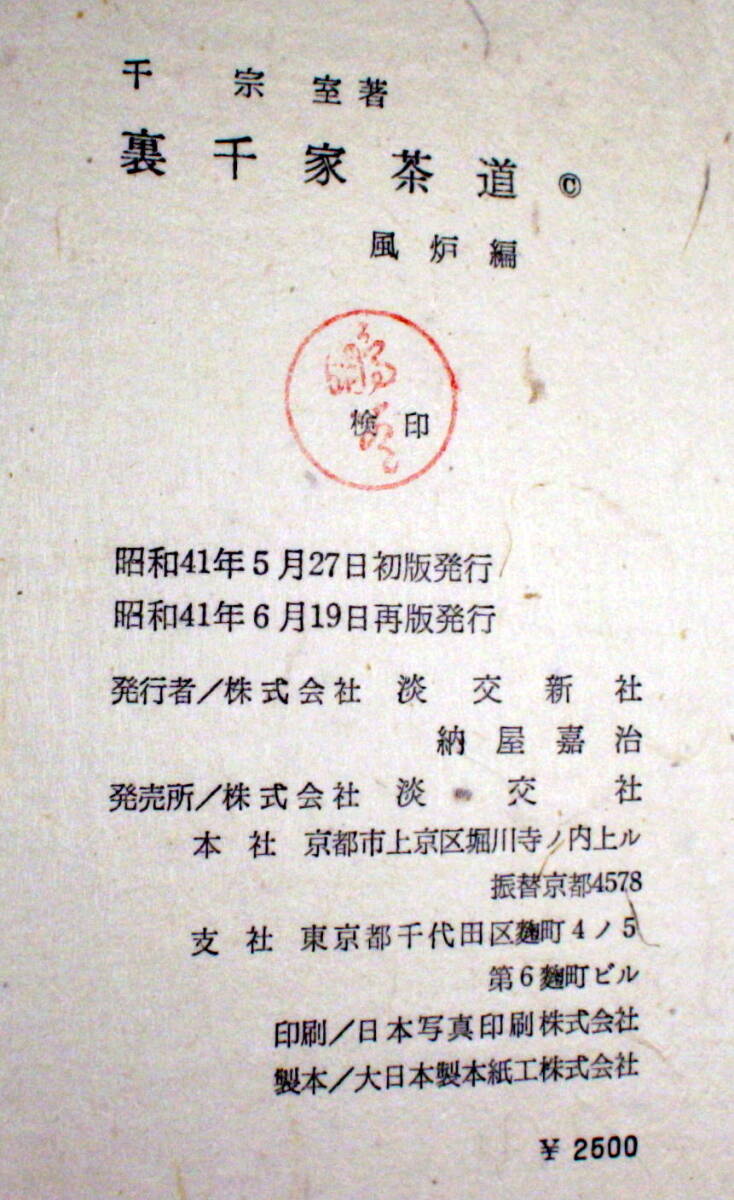 千宗室著
裏千家茶道 ©
風炉編
検印
昭和41年5月27日初版発行
昭和41年6月19日再版発行
発行者/株式会社 淡交新社
納屋嘉治
発売所/株式会社 淡交社
本社 京都市上京区堀川寺ノ内上ル
振替京都4578
支社 東京都千代田区麹町4ノ5
第6麹町ビル
印刷/日本写真印刷株式会社
製本/大日本製本紙工株式会社
¥2500